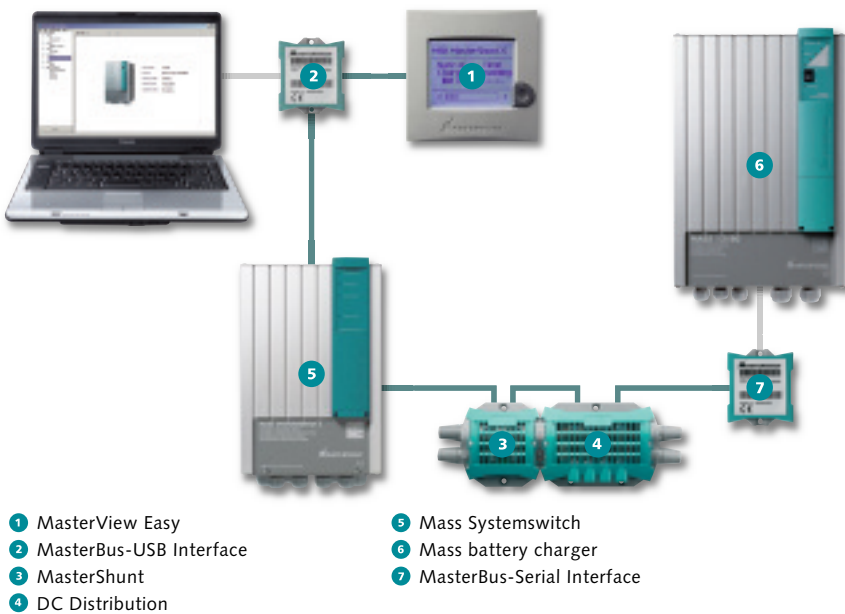 2
1
6
5
7
3
4
1 MasterView Easy
2 MasterBus-USB Interface
3 MasterShunt
4 DC Distribution
5 Mass Systemswitch
6 Mass battery charger
7 MasterBus-Serial Interface